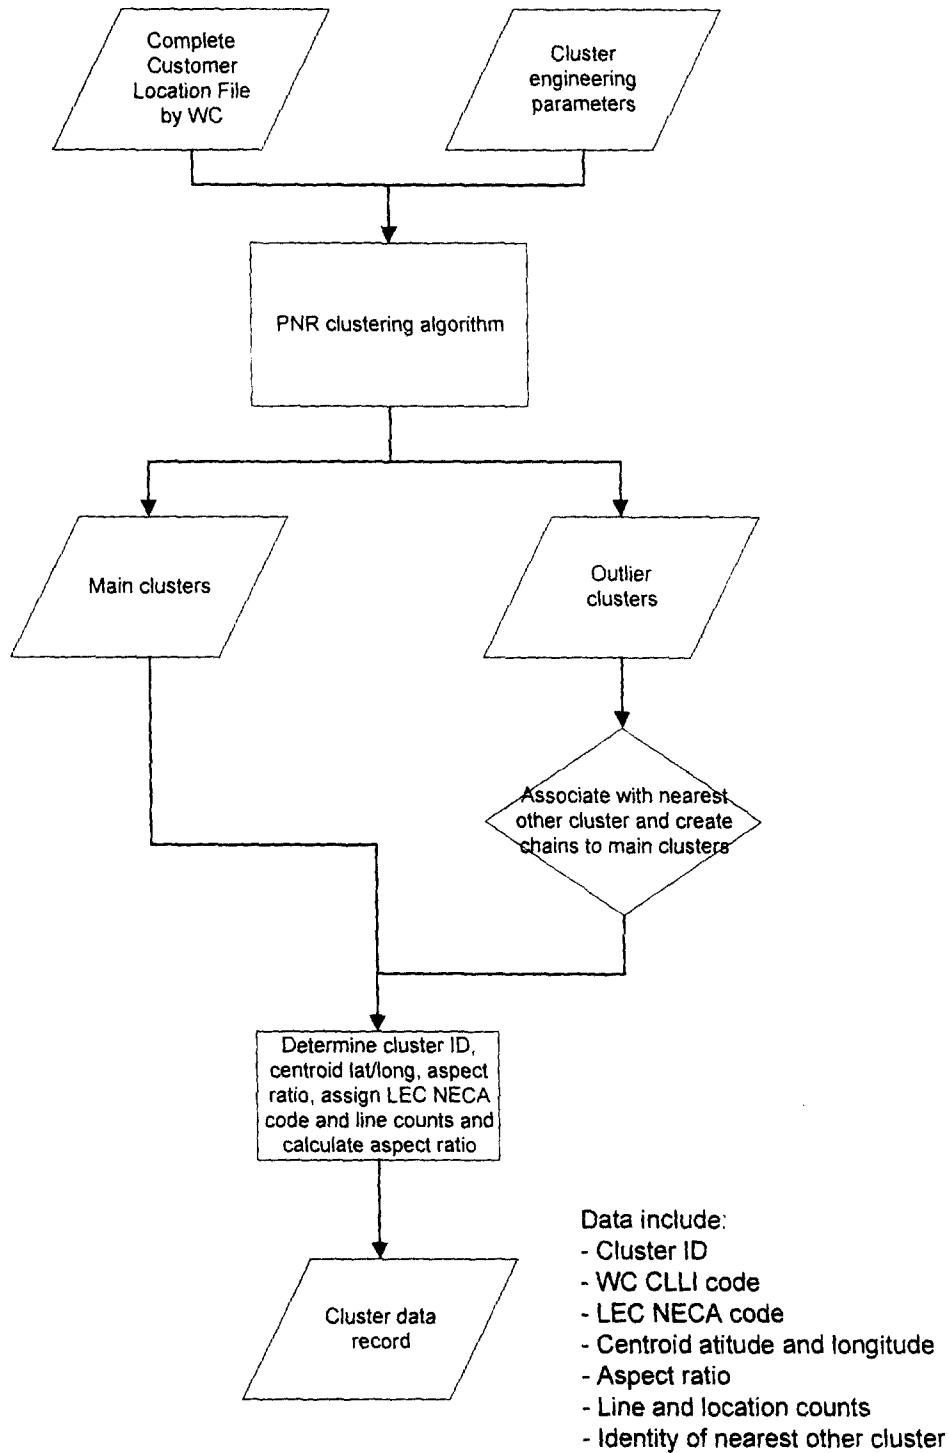 Complete
Customer
Location File
by WC
Cluster
engineering
parameters
PNR clustering algorithm
Main clusters
Outlier
clusters
Associate with nearest
other cluster and create
chains to main clusters
Determine cluster ID,
centroid lat/long, aspect
ratio, assign LEC NECA
code and line counts and
calculate aspect ratio
Cluster data
record
Data include:
- Cluster ID
- WC CLLI code
- LEC NECA code
- Centroid atitude and longitude
- Aspect ratio
- Line and location counts
- Identity of nearest other cluster